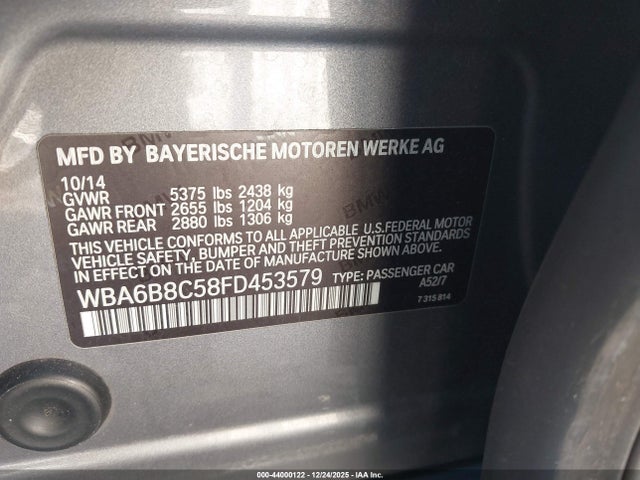 MFD BY BAYERISCHE MOTOREN WERKE AG
10/14
GVWR 5375 lbs 2438 kg
GAWR FRONT 2655 lbs 1204 kg
GAWR REAR 2880 lbs 1306 kg
THIS VEHICLE CONFORMS TO ALL APPLICABLE U.S.FEDERAL MOTOR
VEHICLE SAFETY, BUMPER AND THEFT PREVENTION STANDARDS
IN EFFECT ON THE DATE OF MANUFACTURE SHOWN ABOVE.
WBA6B8C58FD453579 TYPE: PASSENGER CAR
A52/7
7 315 814
000-44000122 - 12/24/2025 - IAA Inc.